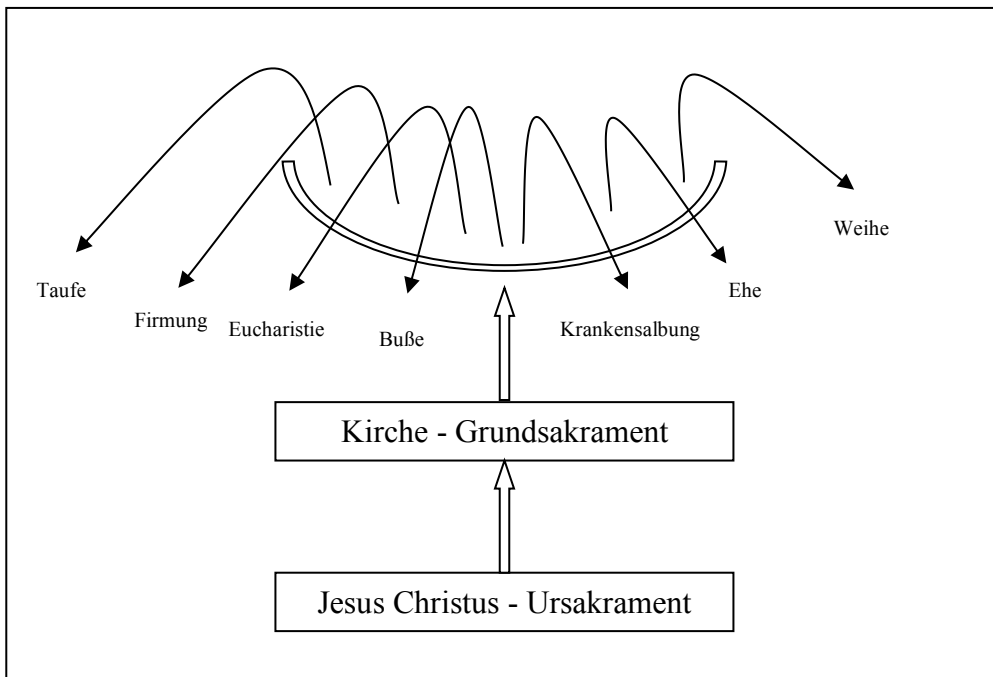 Weihe
Taufe
Ehe
Firmung
Eucharistie
Buße
Krankensalbung
Kirche - Grundsakrament
Jesus Christus - Ursakrament